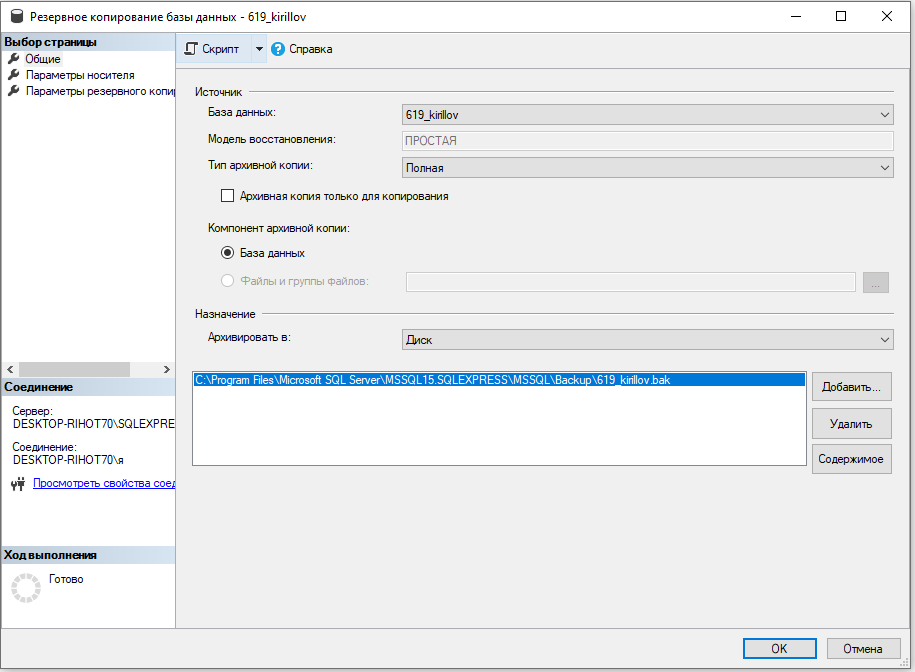 Резервное копирование базы данных - 619_kirillov
Выбор страницы
Общие
Параметры носителя
Параметры резервного копир
Скрипт
Справка
Источник
База данных:
619_kirillov
Модель восстановления:
ПРОСТАЯ
Тип архивной копии:
Полная
Архивная копия только для копирования
Компонент архивной копии:
База данных
Файлы и группы файлов:
...
Назначение
Архивировать в:
Диск
C:\Program Files\Microsoft SQL Server\MSSQL15.SQLEXPRESS\MSSQL\Backup\619_kirillov.bak
Добавить...
Удалить
Содержимое
Соединение
Сервер:
DESKTOP-RIHOT70\SQLEXPRE
Соединение:
DESKTOP-RIHOT70\я
Просмотреть свойства соед
Ход выполнения
Готово
OK
Отмена